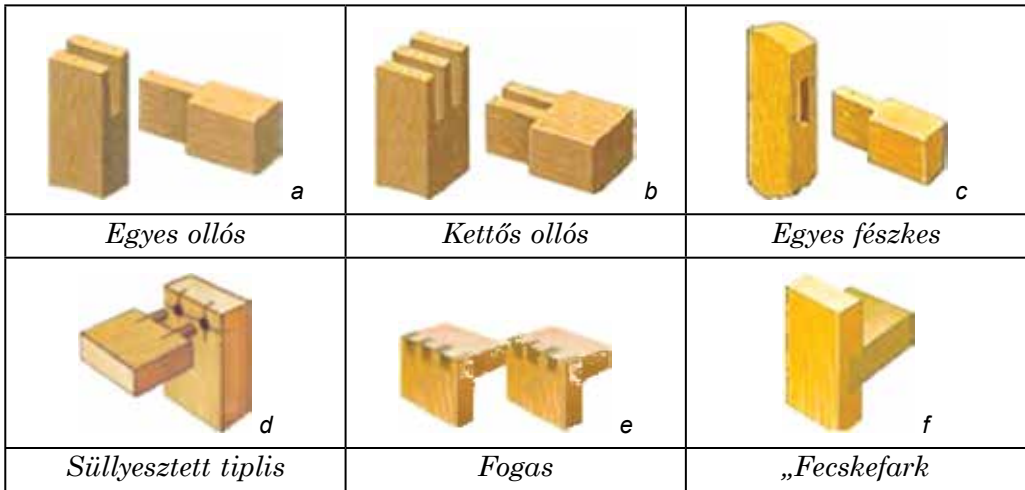 a
b
c
Egyes ollós
Kettős ollós
Egyes fészkes
d
e
f
Süllyesztett tiplis
Fogas
„Fecskefark